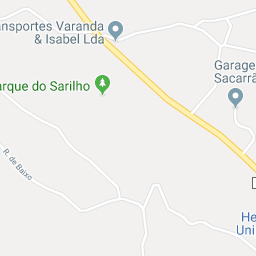 ansportes Varanda
& Isabel Lda
Garage
Sacarrã
arque do Sarilho
R. de Baixo
He
Uni